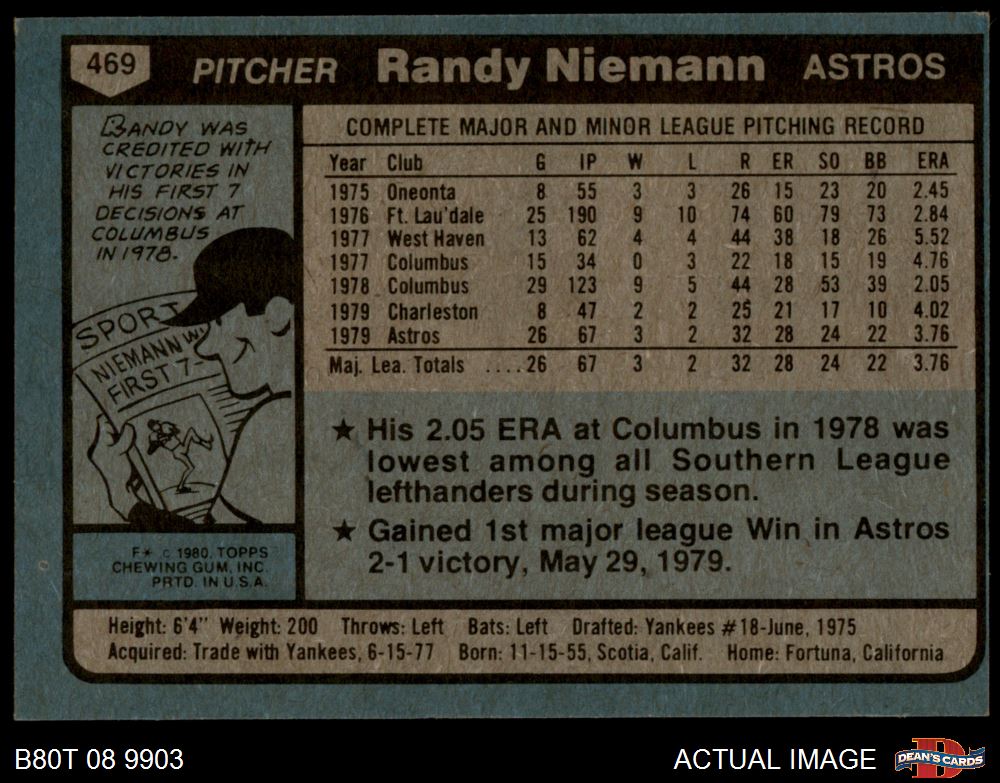 469 PITCHER Randy Niemann ASTROS
RANDY WAS
CREDITED WITH
VICTORIES IN
HIS FIRST 7
DECISIONS AT
COLUMBUS
IN 1978.
SPORT
NIEMANN W
FIRST 7-
COMPLETE MAJOR AND MINOR LEAGUE PITCHING RECORD
Year Club G IP W L R ER SO BB ERA
1975 Oneonta 8 55 3 3 26 15 23 20 2.45
1976 Ft. Lau'dale 25 190 9 10 74 60 79 73 2.84
1977 West Haven 13 62 4 4 44 38 18 26 5.52
1977 Columbus 15 34 0 3 22 18 15 19 4.76
1978 Columbus 29 123 9 5 44 28 53 39 2.05
1979 Charleston 8 47 2 2 25 21 17 10 4.02
1979 Astros 26 67 3 2 32 28 24 22 3.76
Maj. Lea. Totals ....26 67 3 2 32 28 24 22 3.76
★ His 2.05 ERA at Columbus in 1978 was
lowest among all Southern League
lefthanders during season.
★ Gained 1st major league Win in Astros
2-1 victory, May 29, 1979.
F* © 1980, TOPPS
CHEWING GUM, INC.
PRTD. IN U.S.A.
Height: 6'4" Weight: 200 Throws: Left Bats: Left Drafted: Yankees #18-June, 1975
Acquired: Trade with Yankees, 6-15-77 Born: 11-15-55, Scotia, Calif. Home: Fortuna, California
B80T 08 9903 ACTUAL IMAGE D DEAN'S CARDS